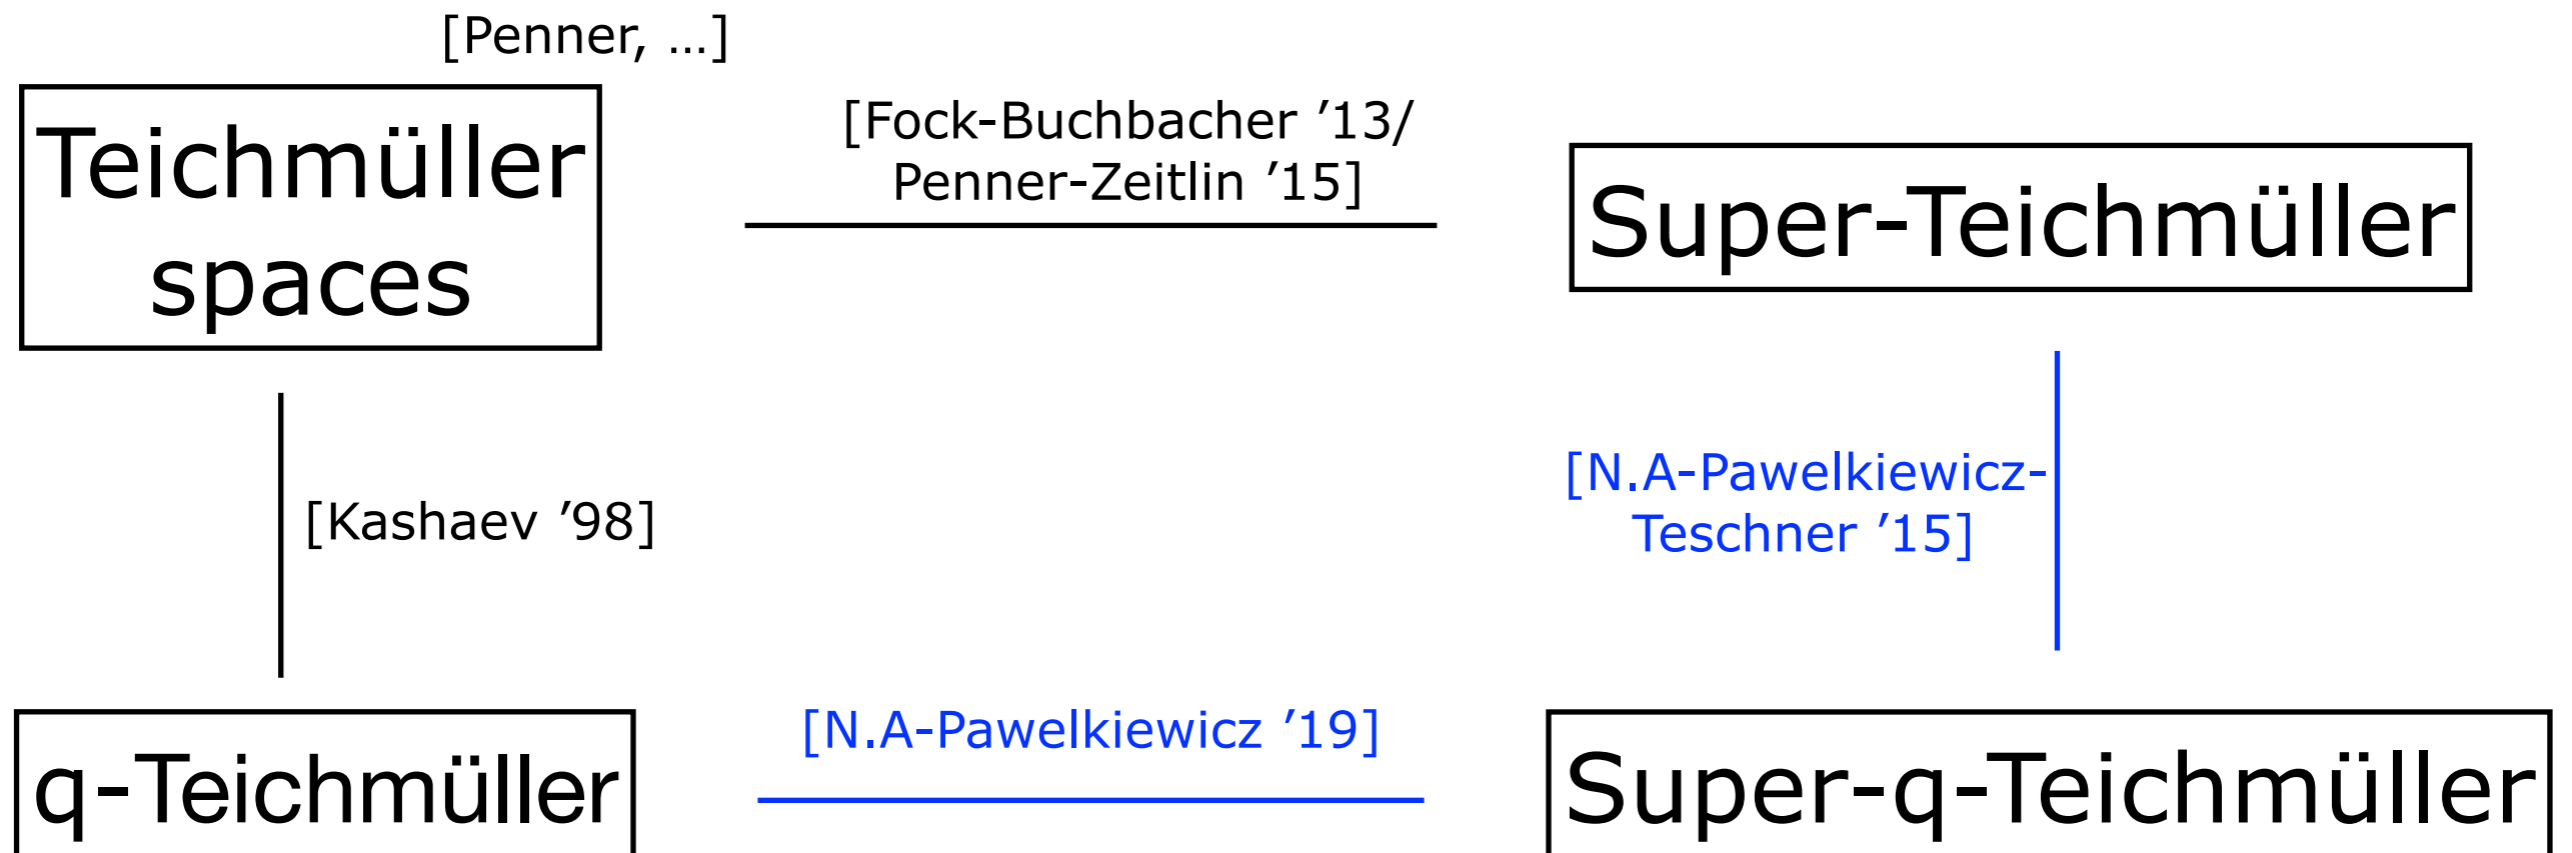 [Penner, ...]
Teichmüller
spaces
[Fock-Buchbacher ’13/
Penner-Zeitlin ’15]
Super-Teichmüller
[Kashaev ’98]
[N.A-Pawelkiewicz-
Teschner ’15]
q-Teichmüller
[N.A-Pawelkiewicz ’19]
Super-q-Teichmüller